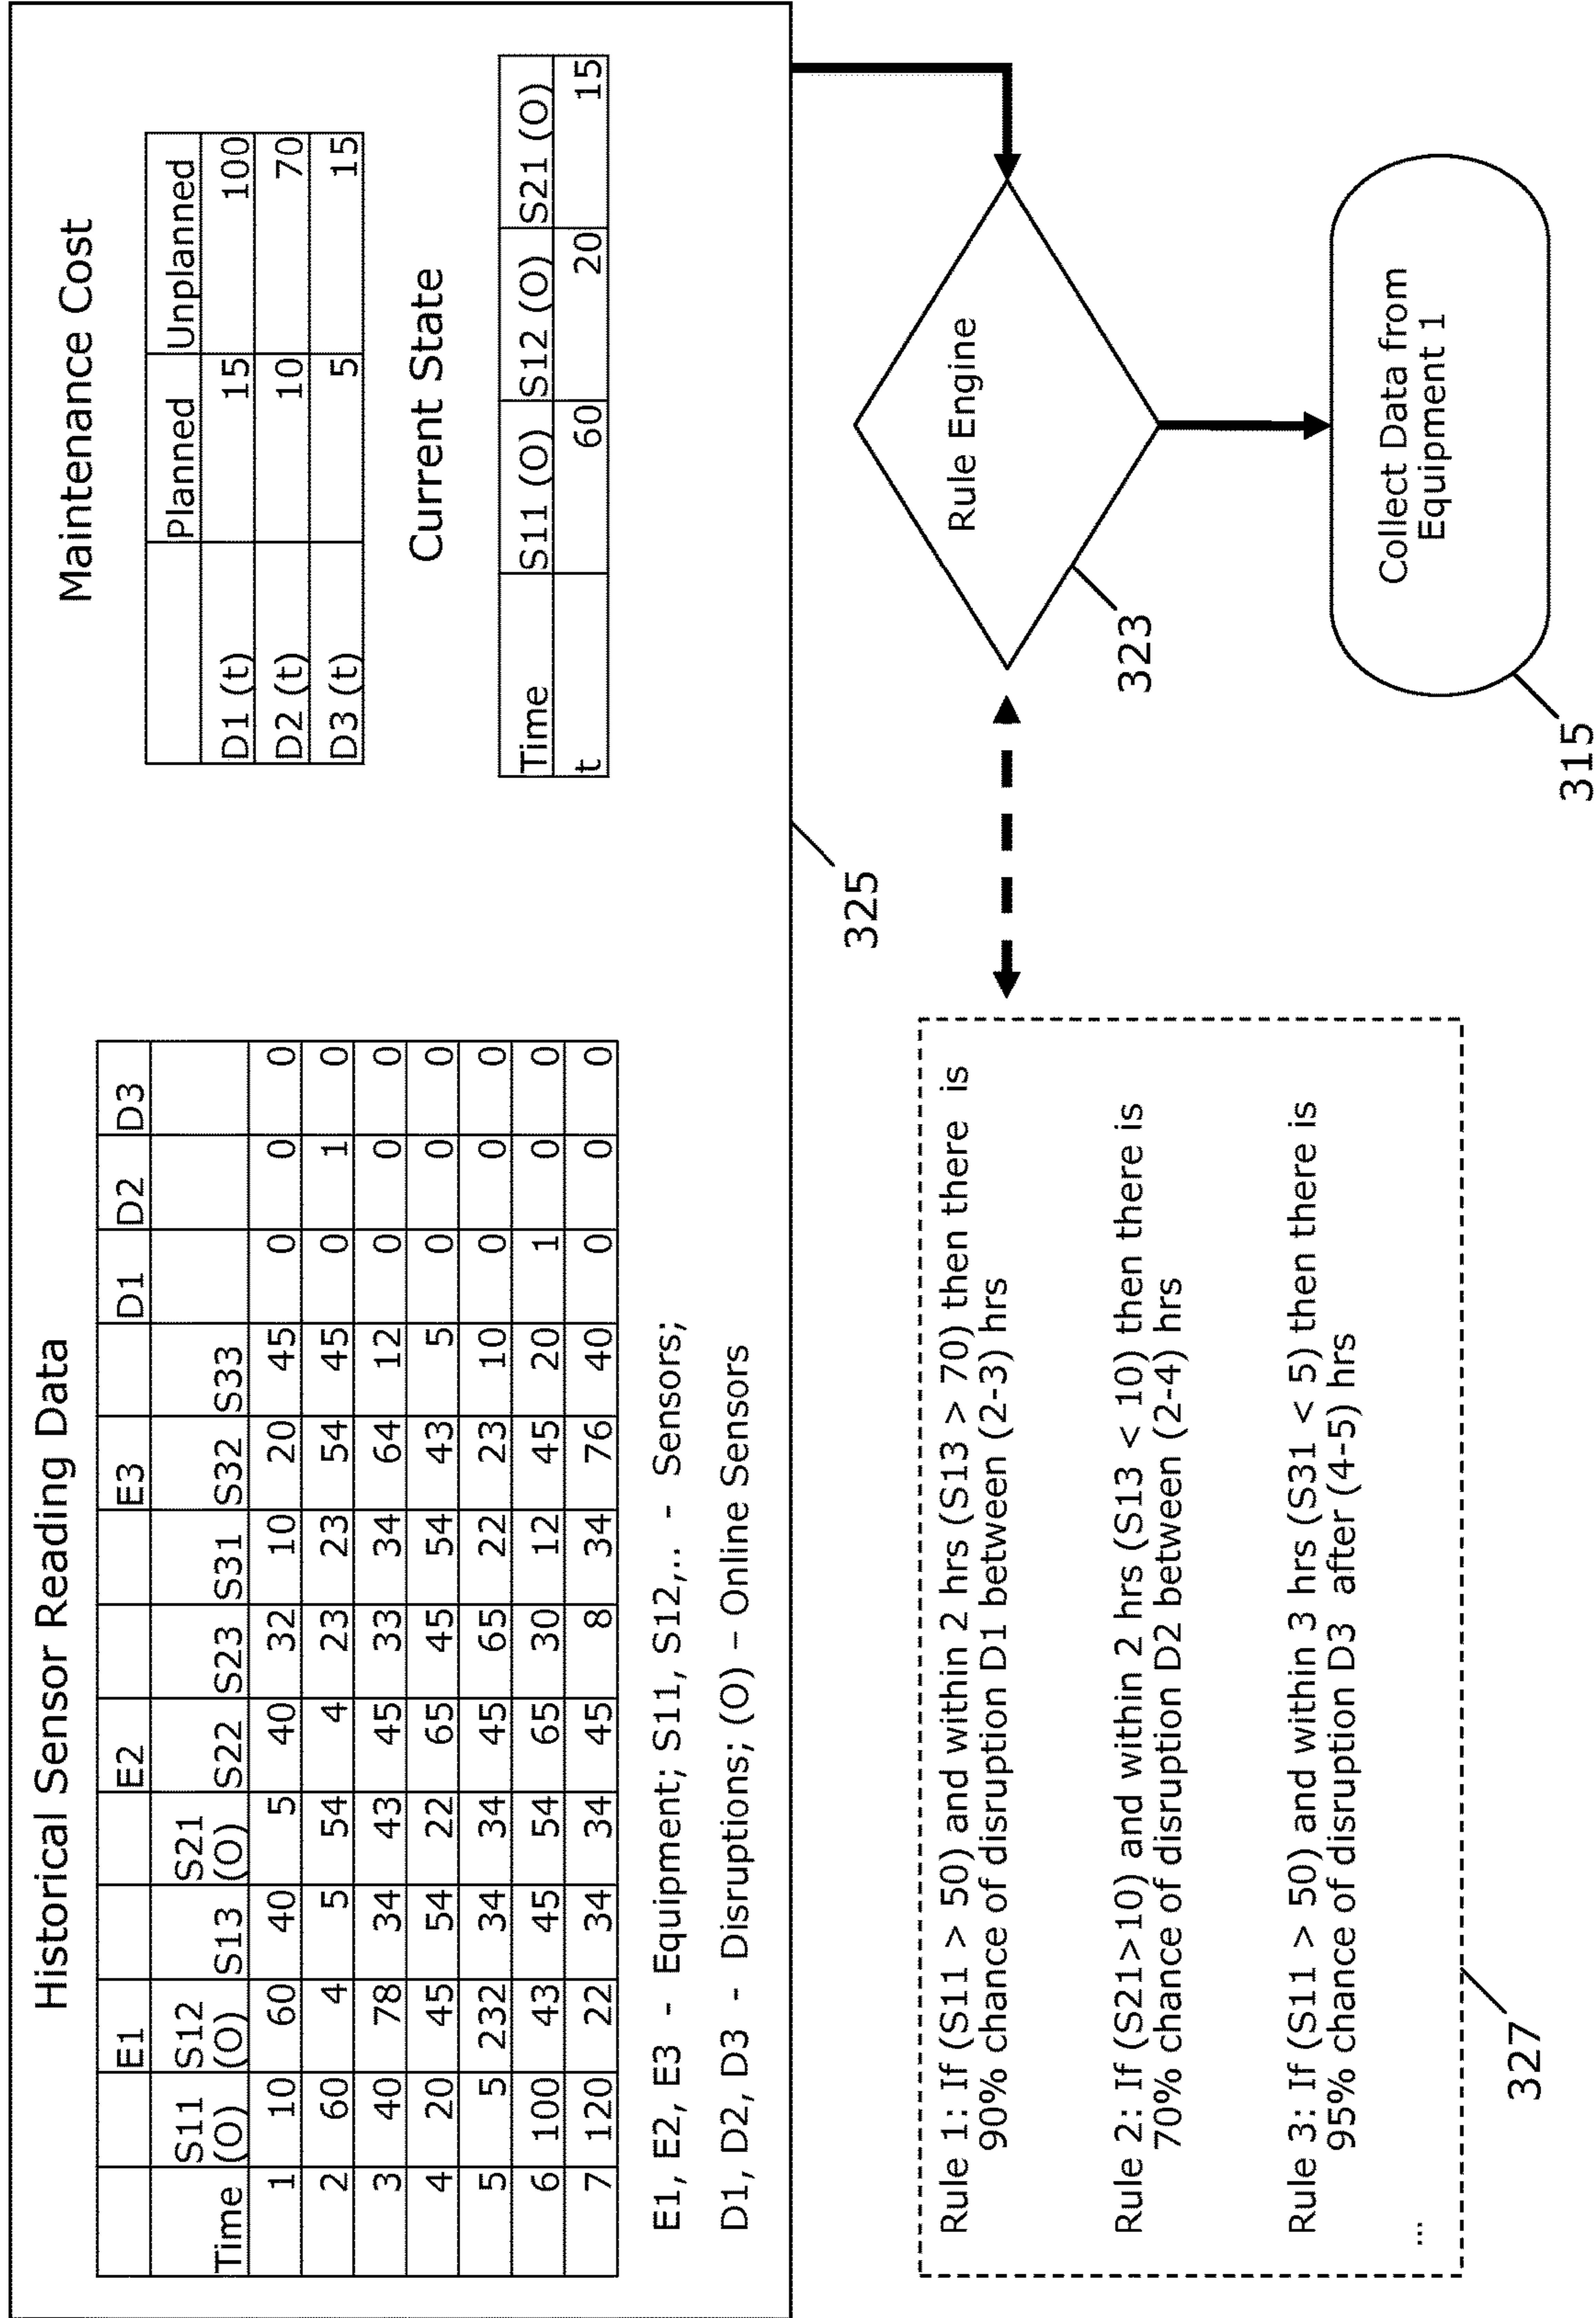 Historical Sensor Reading Data
E1 E2 E3 D1 D2 D3
Time S11 (O) S12 (O) S13 S21 (O) S22 S23 S31 S32 S33
1 10 60 40 5 40 32 10 20 45 0 0 0
2 60 4 5 54 4 23 23 54 45 0 1 0
3 40 78 34 43 45 33 34 64 12 0 0 0
4 20 45 54 22 65 45 54 43 5 0 0 0
5 5 232 34 34 45 65 22 23 10 0 0 0
6 100 43 45 54 65 30 12 45 20 1 0 0
7 120 22 34 34 45 8 34 76 40 0 0 0
E1, E2, E3 - Equipment; S11, S12,.. - Sensors;
D1, D2, D3 - Disruptions; (O) – Online Sensors
Maintenance Cost
Planned Unplanned
D1 (t) 15 100
D2 (t) 10 70
D3 (t) 5 15
Current State
Time S11 (O) S12 (O) S21 (O)
t 60 20 15
325
Rule 1: If (S11 > 50) and within 2 hrs (S13 > 70) then there is
90% chance of disruption D1 between (2-3) hrs
Rule 2: If (S21>10) and within 2 hrs (S13 < 10) then there is
70% chance of disruption D2 between (2-4) hrs
Rule 3: If (S11 > 50) and within 3 hrs (S31 < 5) then there is
95% chance of disruption D3 after (4-5) hrs
...
327
Rule Engine
323
Collect Data from
Equipment 1
315